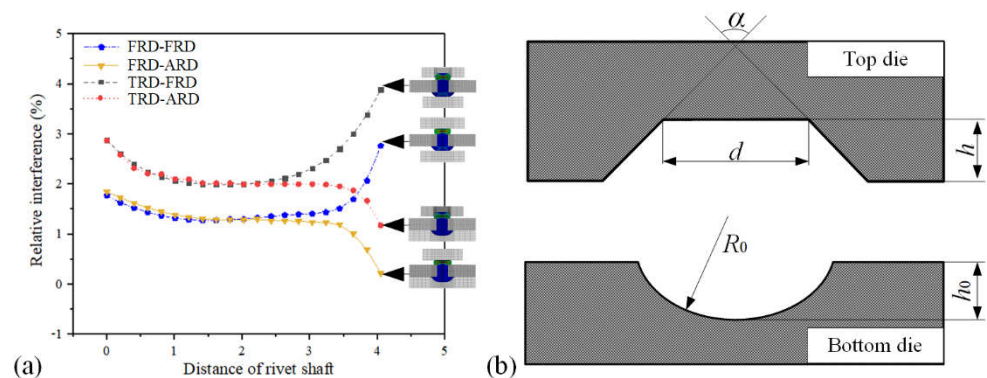 5
4
3
2
1
0
-1
Relative interference (%)
FRD-FRD
FRD-ARD
TRD-FRD
TRD-ARD
0 1 2 3 4 5
Distance of rivet shaft
(a)
α
Top die
d
h
R0
h0
Bottom die
(b)